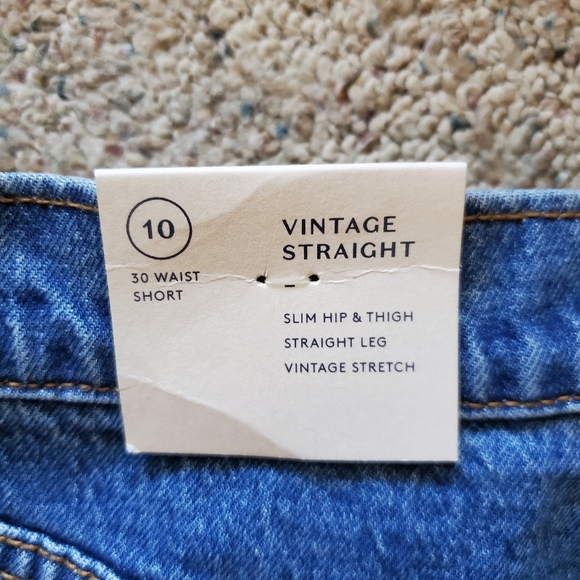 10
30 WAIST
SHORT
VINTAGE
STRAIGHT
SLIM HIP & THIGH
STRAIGHT LEG
VINTAGE STRETCH